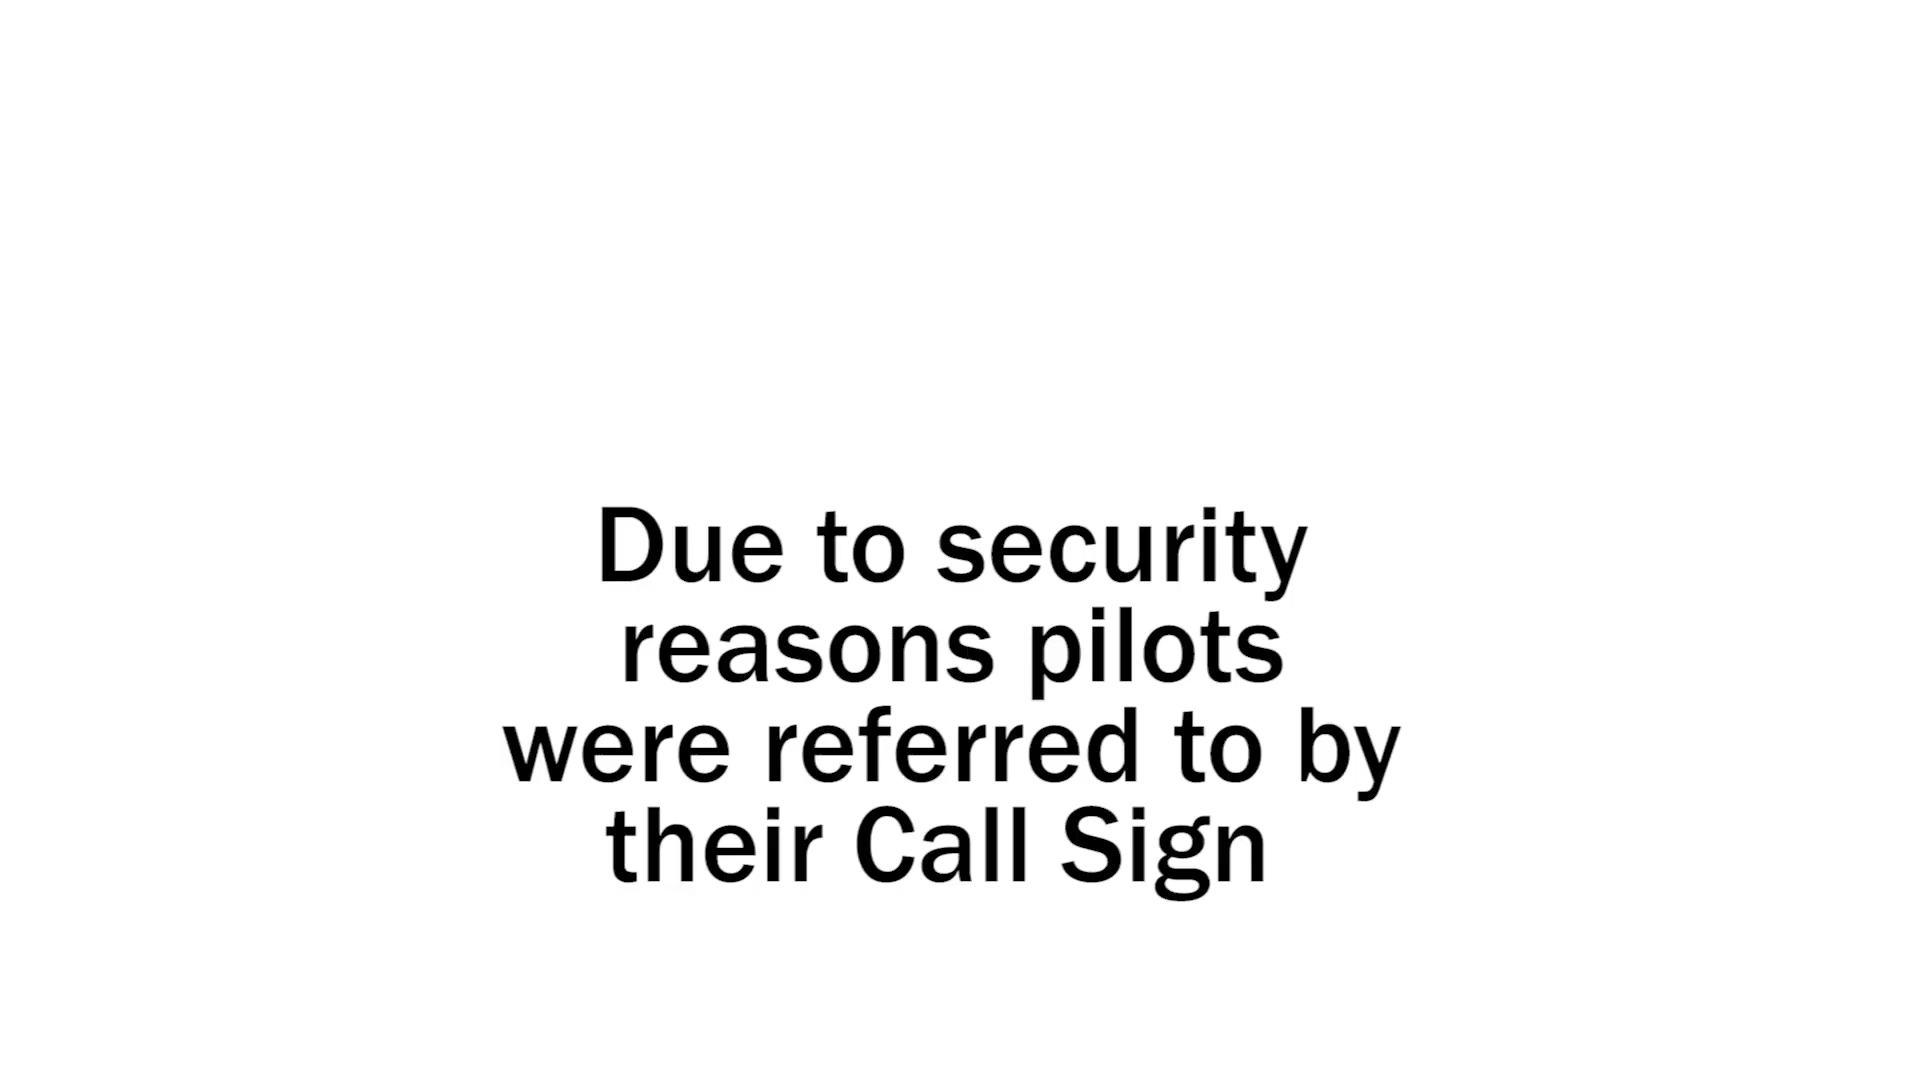 Due to security
reasons pilots
were referred to by
their Call Sign